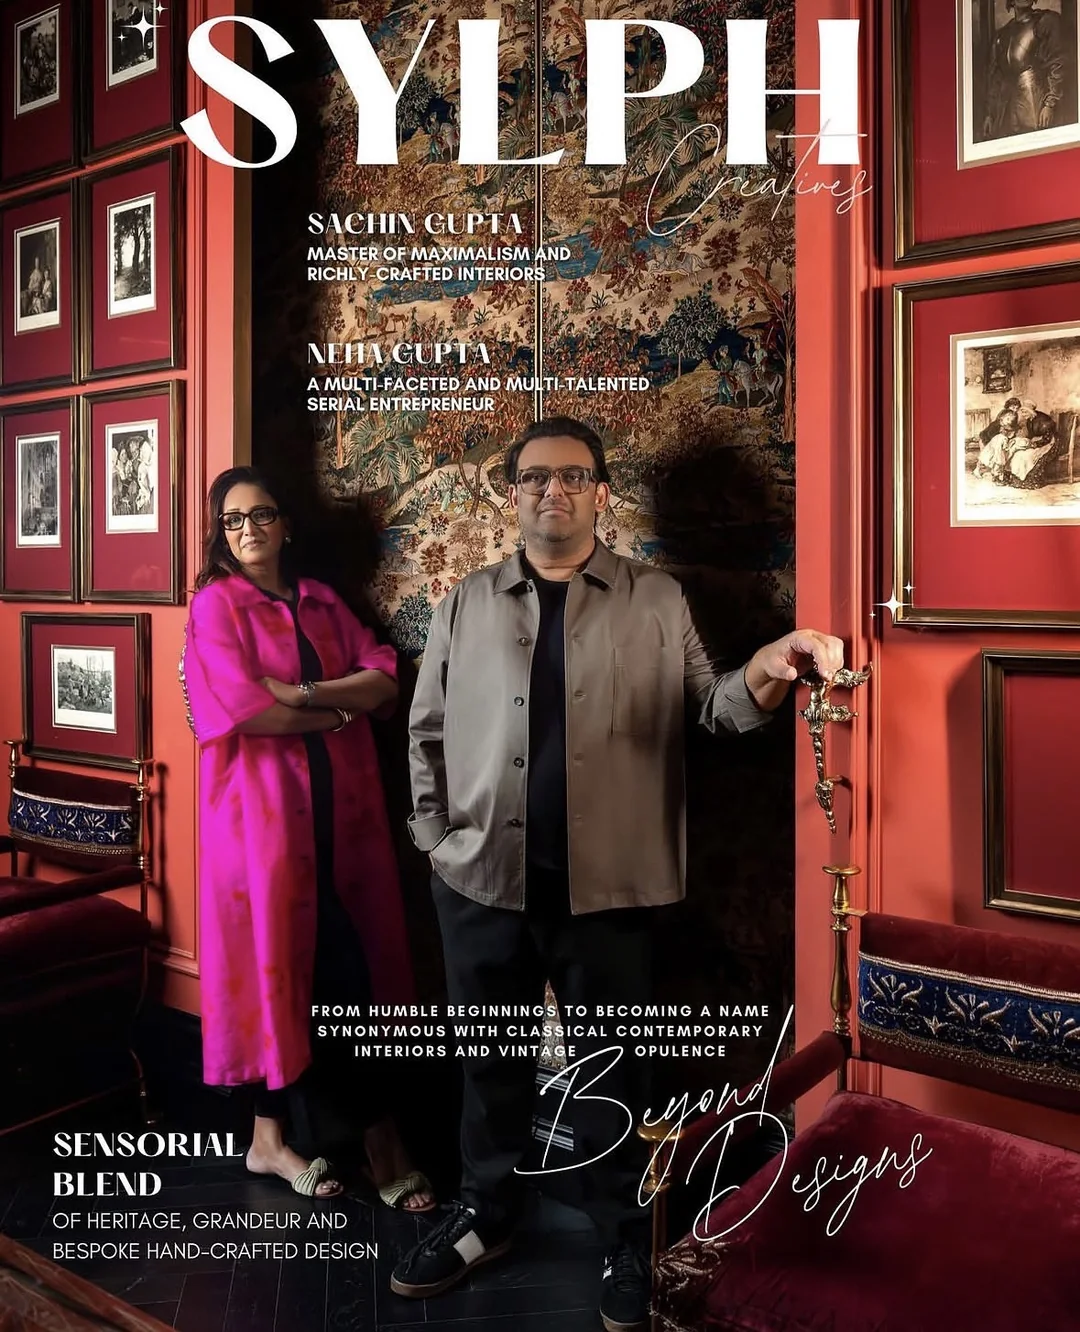 SYLPH
Creatives
SACHIN GUPTA
MASTER OF MAXIMALISM AND
RICHLY-CRAFTED INTERIORS
NEHA GUPTA
A MULTI-FACETED AND MULTI-TALENTED
SERIAL ENTREPRENEUR
FROM HUMBLE BEGINNINGS TO BECOMING A NAME
SYNONYMOUS WITH CLASSICAL CONTEMPORARY
INTERIORS AND VINTAGE OPULENCE
Beyond
Designs
SENSORIAL
BLEND
OF HERITAGE, GRANDEUR AND
BESPOKE HAND-CRAFTED DESIGN